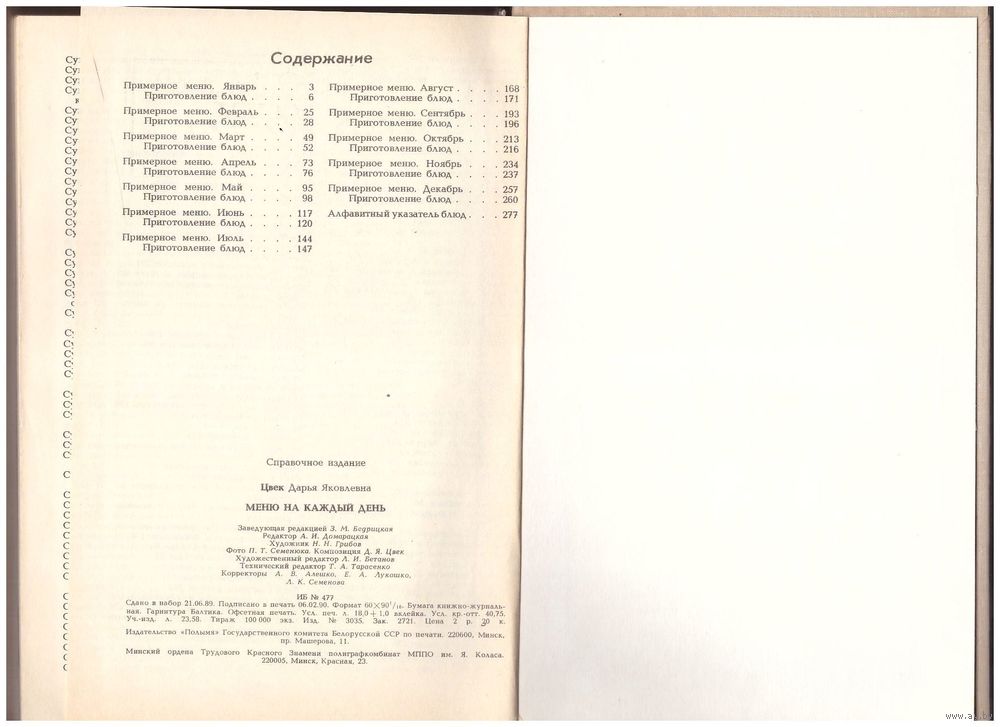 Содержание
Примерное меню. Январь . . . 3
Приготовление блюд . . . . 6
Примерное меню. Февраль . . . 25
Приготовление блюд . . . . 28
Примерное меню. Март . . . . 49
Приготовление блюд . . . . 52
Примерное меню. Апрель . . . 73
Приготовление блюд . . . . 76
Примерное меню. Май . . . . 95
Приготовление блюд . . . . 98
Примерное меню. Июнь . . . . 117
Приготовление блюд . . . . 120
Примерное меню. Июль . . . . 144
Приготовление блюд . . . . 147
Примерное меню. Август . . . . 168
Приготовление блюд . . . . 171
Примерное меню. Сентябрь . . . 193
Приготовление блюд . . . . 196
Примерное меню. Октябрь . . . 213
Приготовление блюд . . . . 216
Примерное меню. Ноябрь . . . 234
Приготовление блюд . . . . 237
Примерное меню. Декабрь . . . 257
Приготовление блюд . . . . 260
Алфавитный указатель блюд . . . 277
Справочное издание
Цвек Дарья Яковлевна
МЕНЮ НА КАЖДЫЙ ДЕНЬ
Заведующая редакцией З. М. Бедрицкая
Редактор А. И. Домарацкая
Художник Н. Н. Грибов
Фото П. Т. Семенюка. Композиция Д. Я. Цвек
Художественный редактор Л. И. Бетанов
Технический редактор Т. А. Тарасенко
Корректоры А. В. Алешко, Е. А. Лукошко,
Л. К. Семенова
ИБ № 477
Сдано в набор 21.06.89. Подписано в печать 06.02.90. Формат 60×90¹/₁₆. Бумага книжно-журналь-
ная. Гарнитура Балтика. Офсетная печать. Усл. печ. л. 18,0+1,0 вклейка. Усл. кр.-отт. 40,75.
Уч.-изд. л. 23,58. Тираж 100 000 экз. Изд. № 3035. Зак. 2721. Цена 2 р. 20 к.
Издательство «Полымя» Государственного комитета Белорусской ССР по печати. 220600, Минск,
пр. Машерова, 11.
Минский ордена Трудового Красного Знамени полиграфкомбинат МППО им. Я. Коласа.
220005, Минск, Красная, 23.